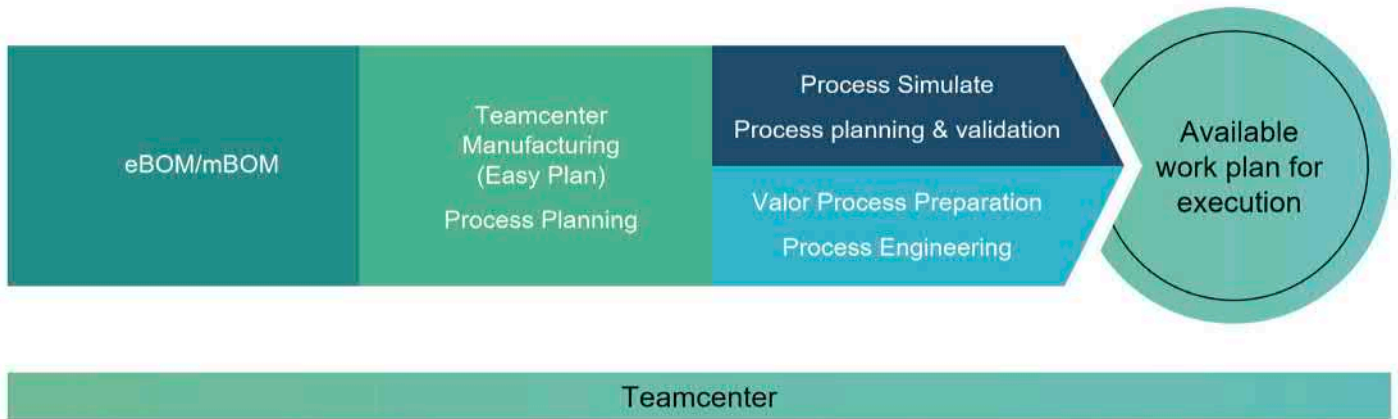 eBOM/mBOM
Teamcenter
Manufacturing
(Easy Plan)
Process Planning
Process Simulate
Process planning & validation
Valor Process Preparation
Process Engineering
Available
work plan for
execution
Teamcenter